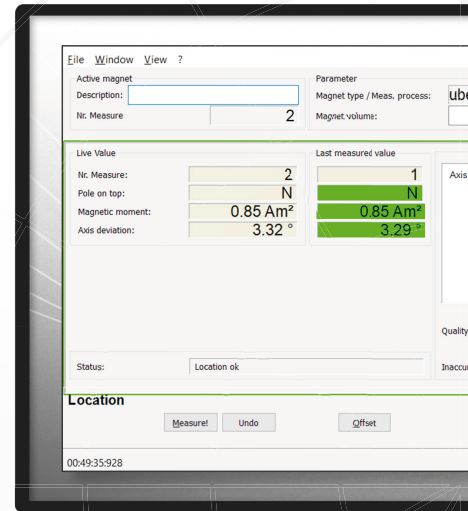 File Window View ?
Active magnet
Description:
Nr. Measure 2
Parameter
Magnet type / Meas. process:
Magnet volume:
Live Value
Nr. Measure: 2
Pole on top: N
Magnetic moment: 0.85 Am²
Axis deviation: 3.32 °
Last measured value
1
N
0.85 Am²
3.29 °
Axis
Quality
Status: Location ok
Location
Measure! Undo Offset
00:49:35:928